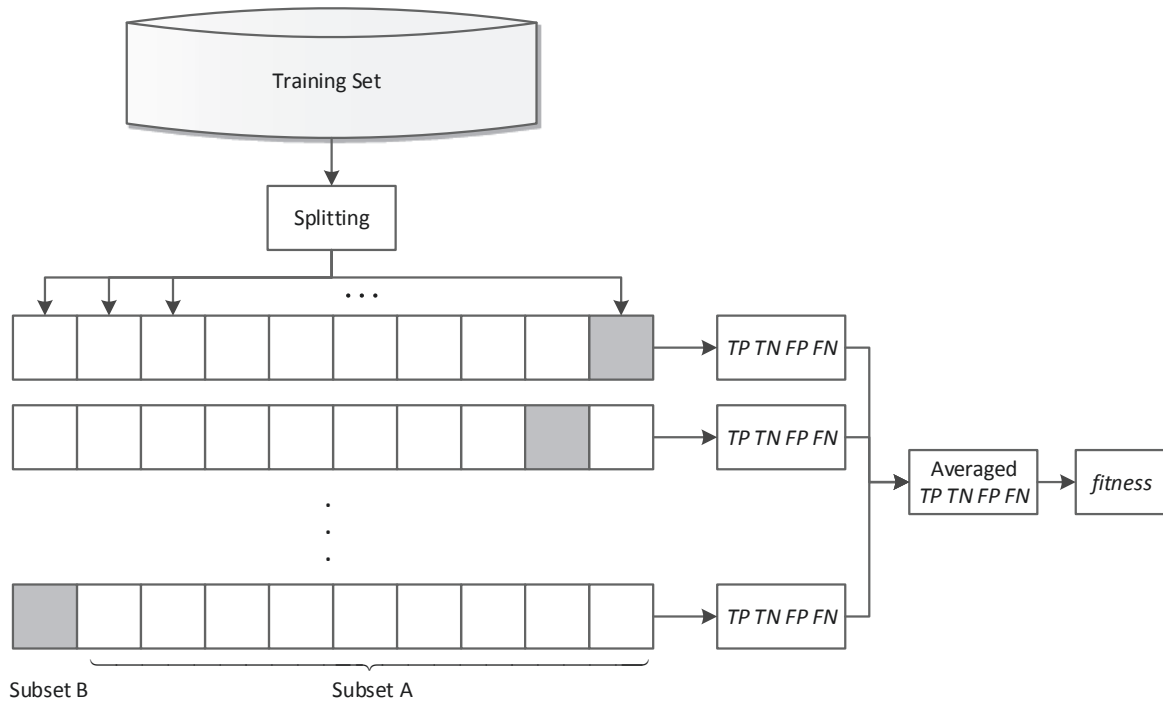 Training Set
Splitting
. . .
TP TN FP FN
TP TN FP FN
Averaged
TP TN FP FN
fitness
.
.
.
TP TN FP FN
Subset B
Subset A